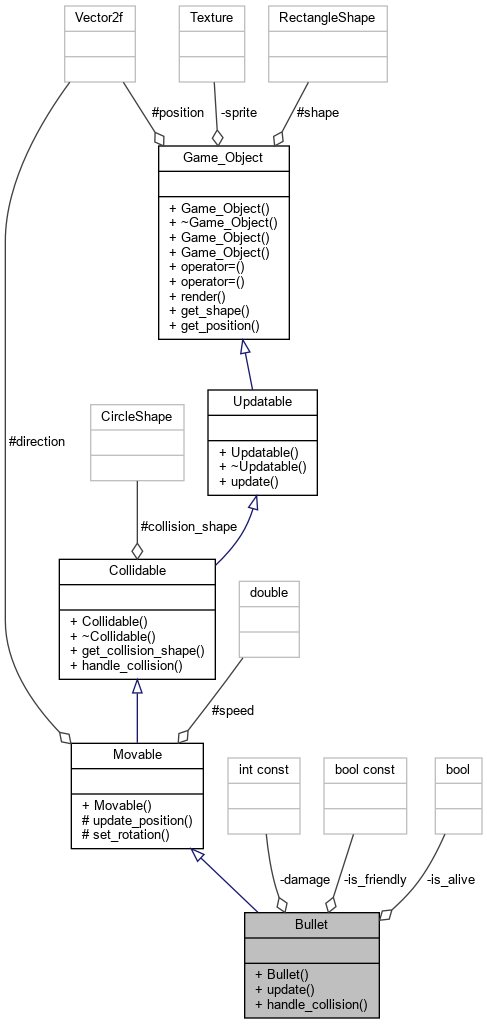 Vector2f
Texture
RectangleShape
#position
-sprite
#shape
Game_Object
+ Game_Object()
+ ~Game_Object()
+ Game_Object()
+ Game_Object()
+ operator=()
+ operator=()
+ render()
+ get_shape()
+ get_position()
Updatable
+ Updatable()
+ ~Updatable()
+ update()
CircleShape
#direction
#collision_shape
Collidable
+ Collidable()
+ ~Collidable()
+ get_collision_shape()
+ handle_collision()
double
#speed
Movable
+ Movable()
# update_position()
# set_rotation()
int const
bool const
bool
-damage
-is_friendly
-is_alive
Bullet
+ Bullet()
+ update()
+ handle_collision()